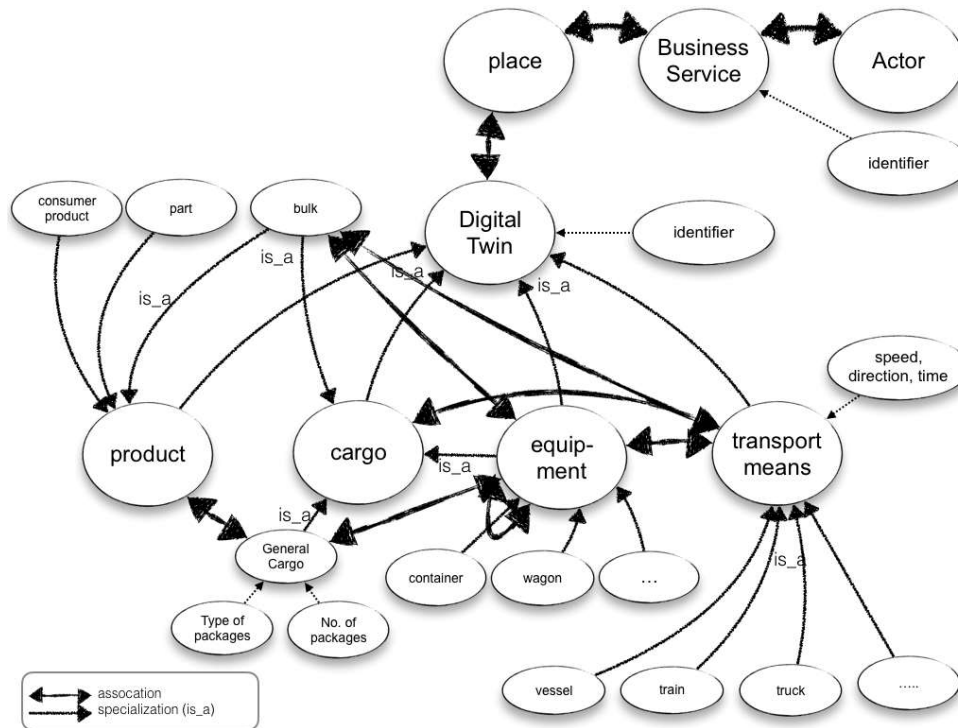 place
Business
Service
Actor
identifier
consumer
product
part
bulk
Digital
Twin
identifier
is_a
is_a
is_a
is_a
speed,
direction, time
product
cargo
equip-
ment
transport
means
is_a
is_a
General
Cargo
container
wagon
...
is_a
Type of
packages
No. of
packages
vessel
train
truck
.....
assocation
specialization (is_a)